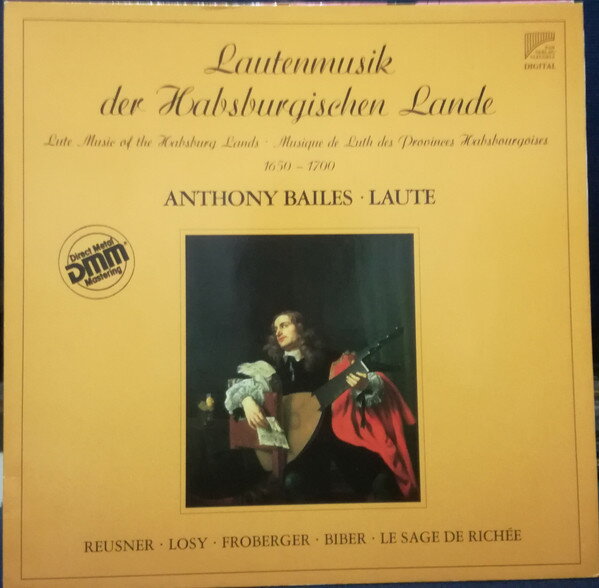 DIGITAL
Lautenmusik
der Habsburgischen Lande
Lute Music of the Habsburg Lands · Musique de Luth des Provinces Habsbourgoises
1650 – 1700
ANTHONY BAILES · LAUTE
Direct Metal
DMM
Mastering
REUSNER · LOSY · FROBERGER · BIBER · LE SAGE DE RICHÉE